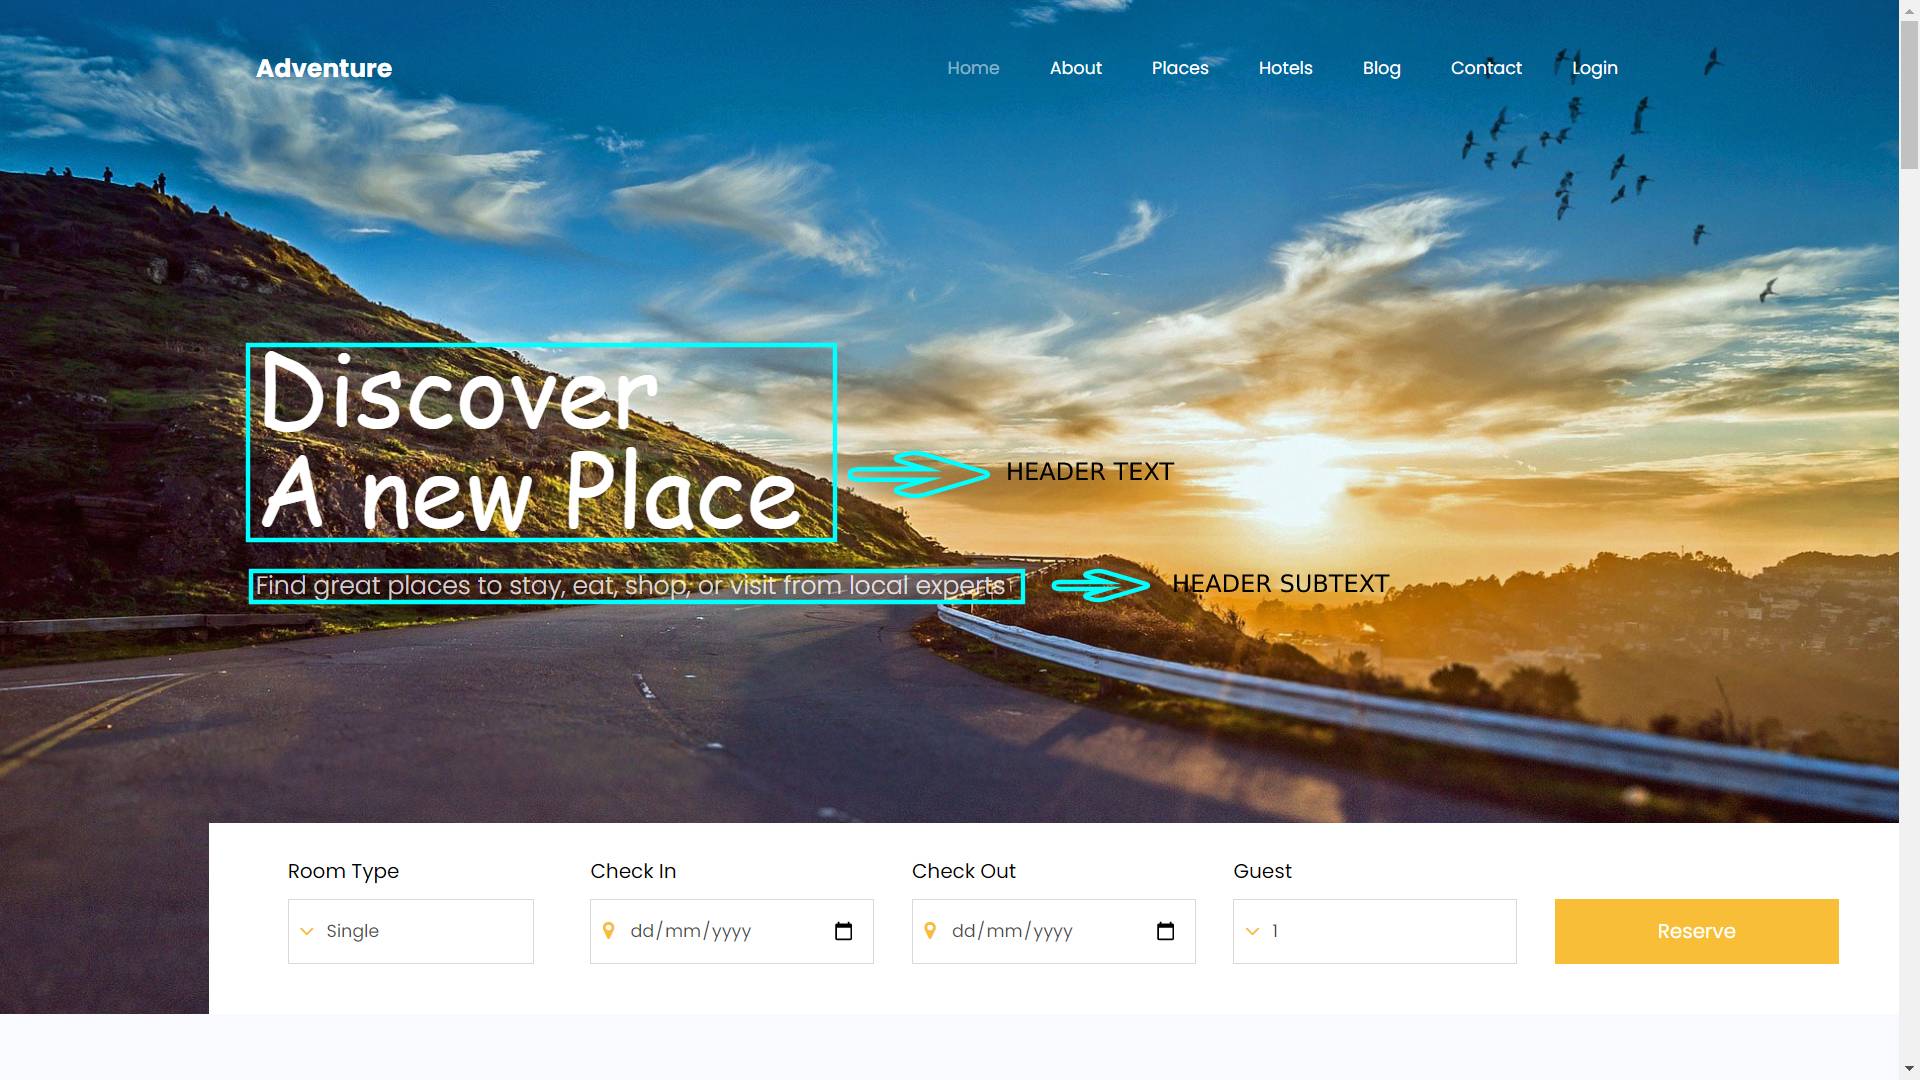 Adventure
Home About Places Hotels Blog Contact Login
Discover
A new Place
HEADER TEXT
Find great places to stay, eat, shop, or visit from local experts
HEADER SUBTEXT
Room Type Check In Check Out Guest
Single dd/mm/yyyy dd/mm/yyyy 1 Reserve